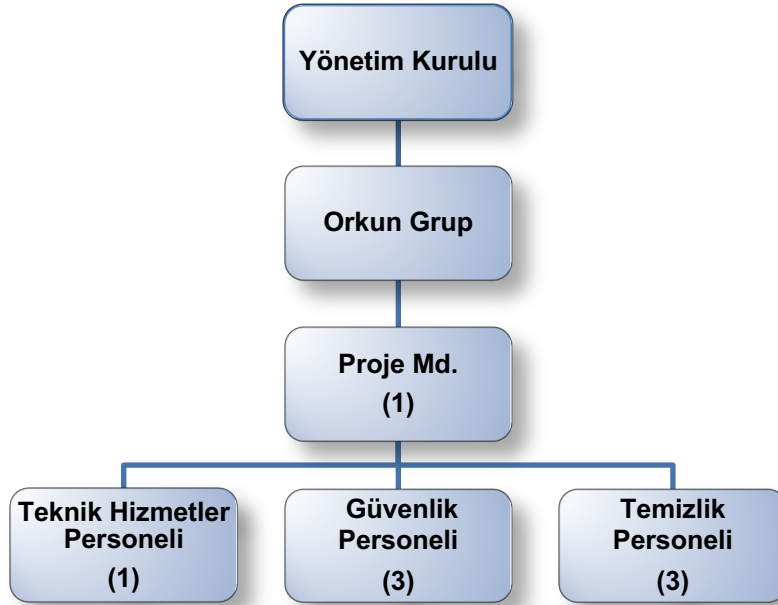 Yönetim Kurulu
Orkun Grup
Proje Md.
(1)
Teknik Hizmetler
Personeli
(1)
Güvenlik
Personeli
(3)
Temizlik
Personeli
(3)